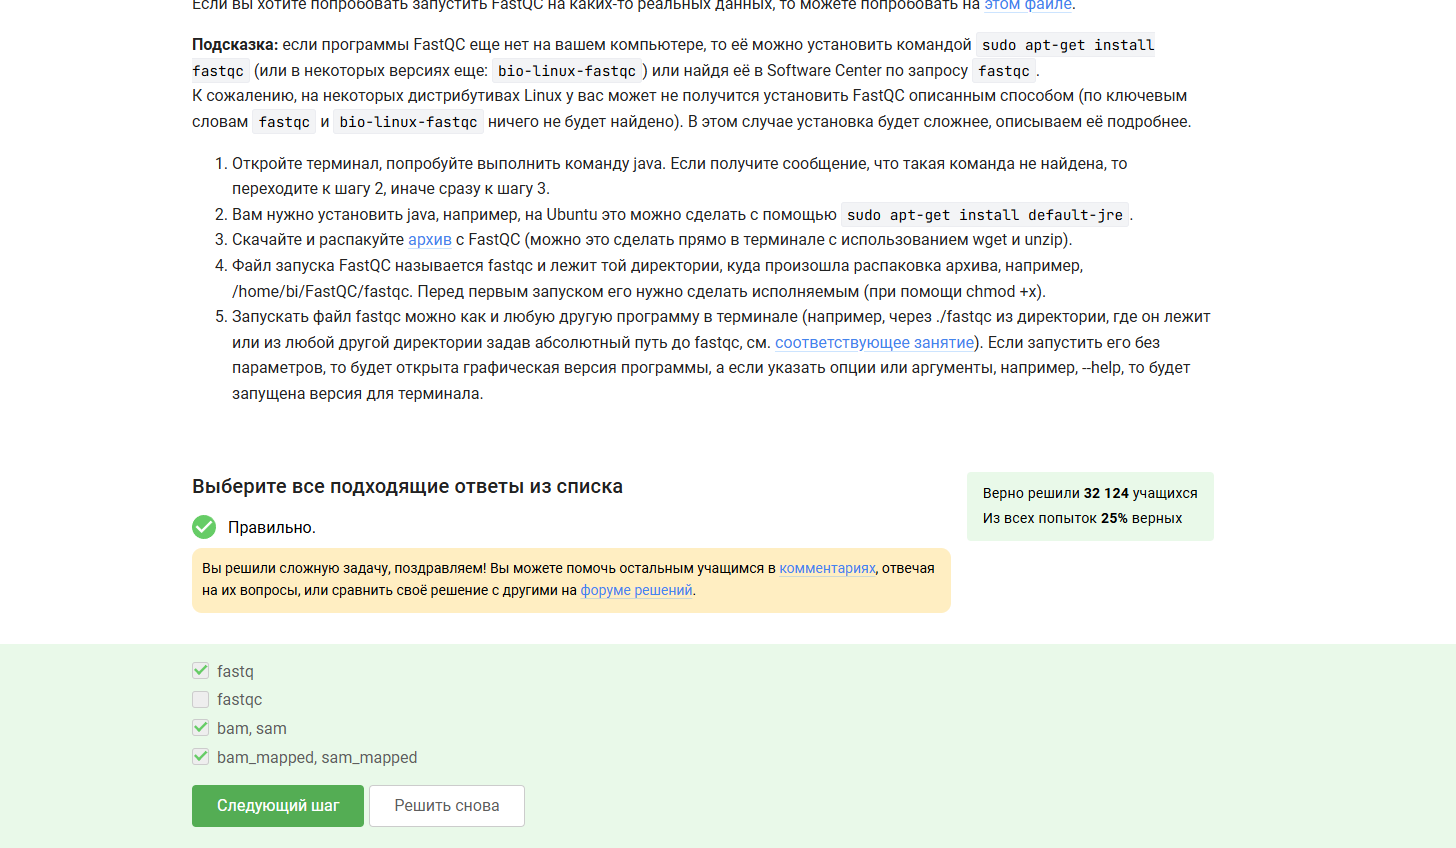 Если вы хотите попробовать запустить FastQC на каких-то реальных данных, то можете попробовать на этом файле.
Подсказка: если программы FastQC еще нет на вашем компьютере, то её можно установить командой sudo apt-get install
fastqc (или в некоторых версиях еще: bio-linux-fastqc ) или найдя её в Software Center по запросу fastqc .
К сожалению, на некоторых дистрибутивах Linux у вас может не получится установить FastQC описанным способом (по ключевым
словам fastqc и bio-linux-fastqc ничего не будет найдено). В этом случае установка будет сложнее, описываем её подробнее.
1. Откройте терминал, попробуйте выполнить команду java. Если получите сообщение, что такая команда не найдена, то
переходите к шагу 2, иначе сразу к шагу 3.
2. Вам нужно установить java, например, на Ubuntu это можно сделать с помощью sudo apt-get install default-jre .
3. Скачайте и распакуйте архив с FastQC (можно это сделать прямо в терминале с использованием wget и unzip).
4. Файл запуска FastQC называется fastqc и лежит той директории, куда произошла распаковка архива, например,
/home/bi/FastQC/fastqc. Перед первым запуском его нужно сделать исполняемым (при помощи chmod +x).
5. Запускать файл fastqc можно как и любую другую программу в терминале (например, через ./fastqc из директории, где он лежит
или из любой другой директории задав абсолютный путь до fastqc, см. соответствующее занятие). Если запустить его без
параметров, то будет открыта графическая версия программы, а если указать опции или аргументы, например, --help, то будет
запущена версия для терминала.
Выберите все подходящие ответы из списка
Верно решили 32 124 учащихся
Из всех попыток 25% верных
Правильно.
Вы решили сложную задачу, поздравляем! Вы можете помочь остальным учащимся в комментариях, отвечая
на их вопросы, или сравнить своё решение с другими на форуме решений.
fastq
fastqc
bam, sam
bam_mapped, sam_mapped
Следующий шаг
Решить снова